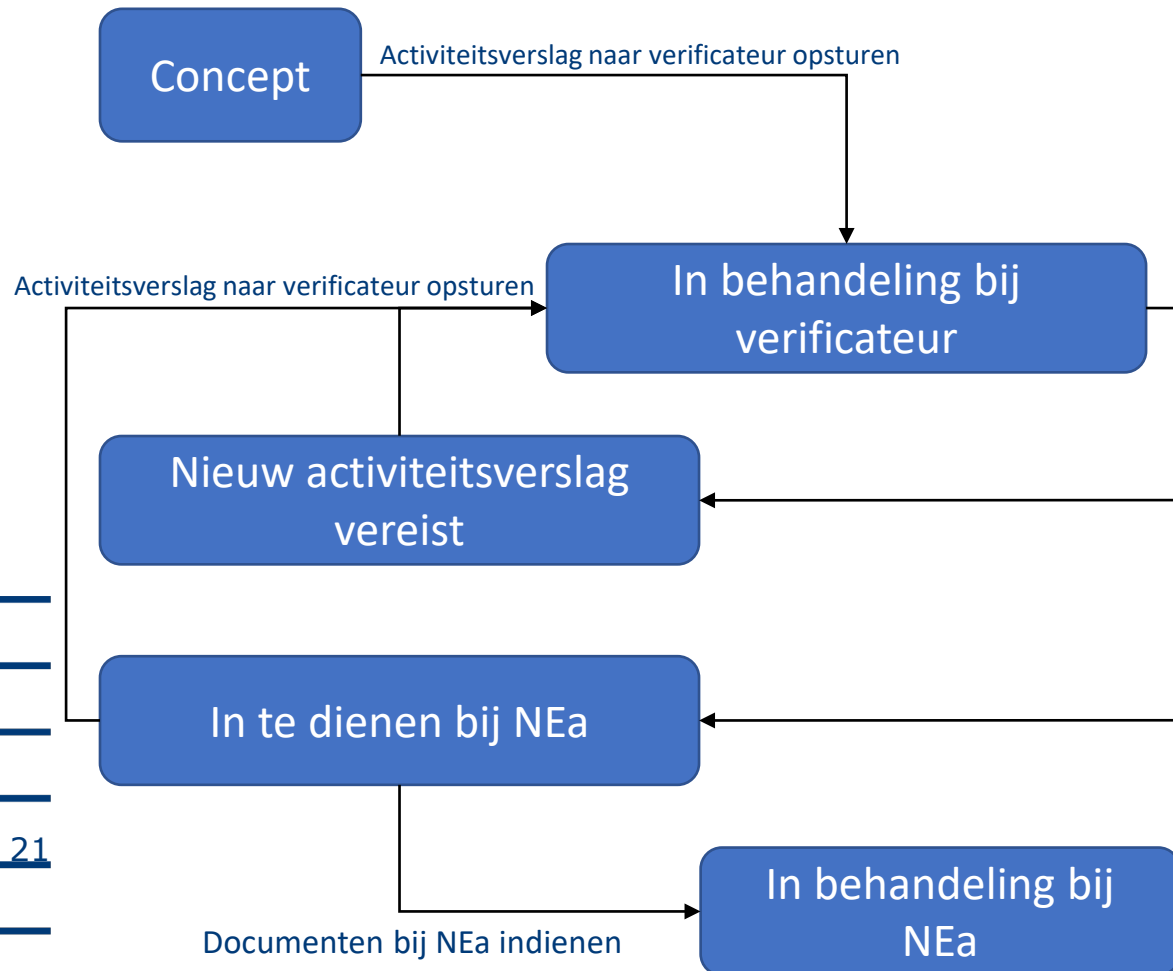 Concept
Activiteitsverslag naar verificateur opsturen
In behandeling bij
verificateur
Activiteitsverslag naar verificateur opsturen
Nieuw activiteitsverslag
vereist
In te dienen bij NEa
21
In behandeling bij
NEa
Documenten bij NEa indienen